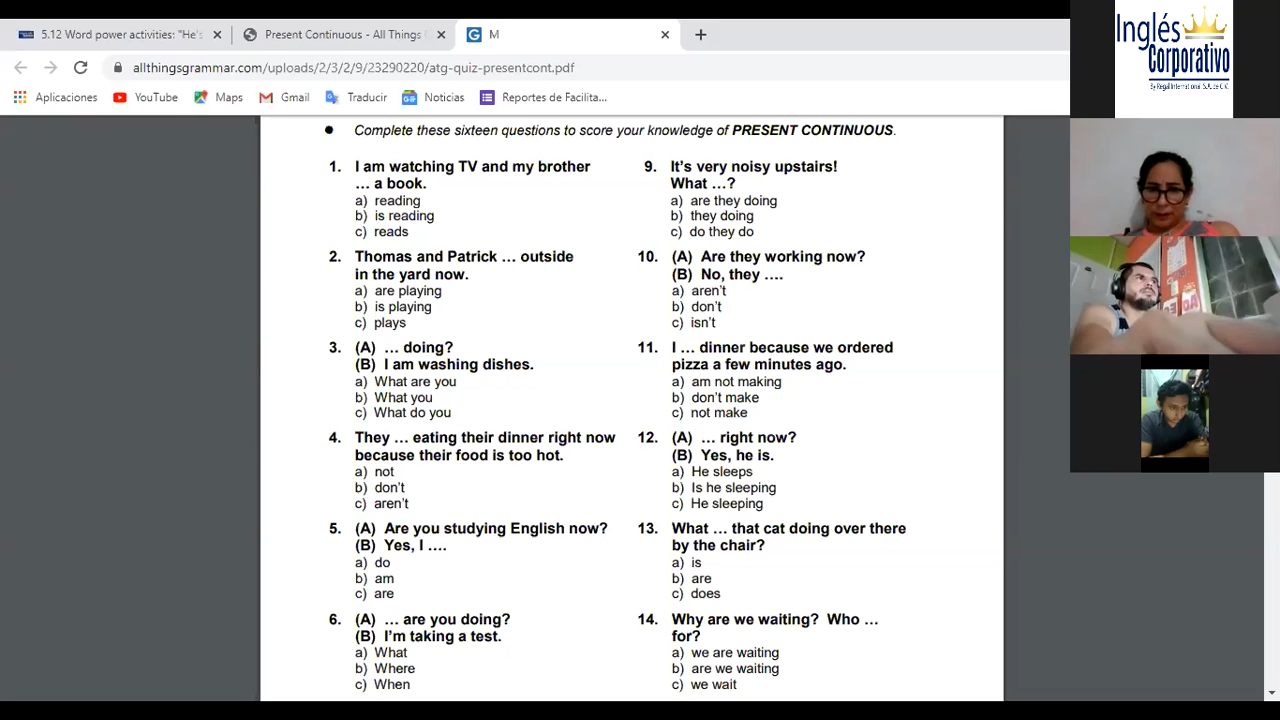 5.12 Word power activities: "He's
Present Continuous - All Things
M
allthingsgrammar.com/uploads/2/3/2/9/23290220/atg-quiz-presentcont.pdf
Aplicaciones
YouTube
Maps
Gmail
Traducir
Noticias
Reportes de Facilita...
Inglés
Corporativo
By Regal International S.A. de C.V.
• Complete these sixteen questions to score your knowledge of PRESENT CONTINUOUS.
1. I am watching TV and my brother
… a book.
a) reading
b) is reading
c) reads
2. Thomas and Patrick … outside
in the yard now.
a) are playing
b) is playing
c) plays
3. (A) … doing?
(B) I am washing dishes.
a) What are you
b) What you
c) What do you
4. They … eating their dinner right now
because their food is too hot.
a) not
b) don't
c) aren't
5. (A) Are you studying English now?
(B) Yes, I ….
a) do
b) am
c) are
6. (A) … are you doing?
(B) I'm taking a test.
a) What
b) Where
c) When
9. It's very noisy upstairs!
What …?
a) are they doing
b) they doing
c) do they do
10. (A) Are they working now?
(B) No, they ….
a) aren't
b) don't
c) isn't
11. I … dinner because we ordered
pizza a few minutes ago.
a) am not making
b) don't make
c) not make
12. (A) … right now?
(B) Yes, he is.
a) He sleeps
b) Is he sleeping
c) He sleeping
13. What … that cat doing over there
by the chair?
a) is
b) are
c) does
14. Why are we waiting? Who …
for?
a) we are waiting
b) are we waiting
c) we wait